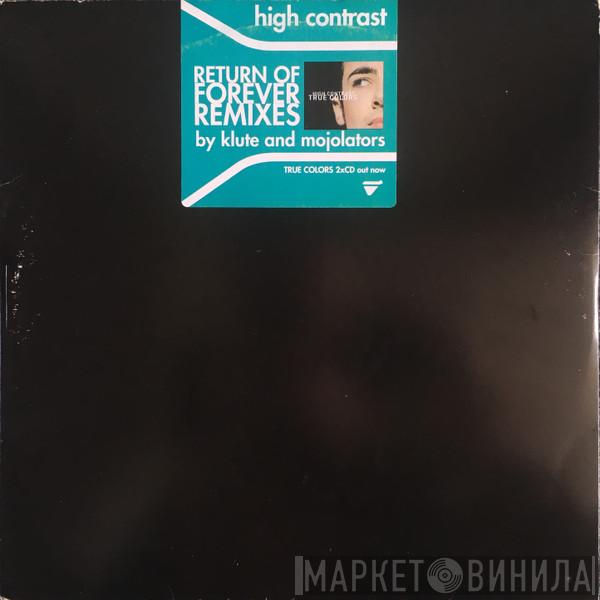 high contrast
RETURN OF
FOREVER
REMIXES
HIGH CONTRAST
TRUE COLORS
by klute and mojolators
TRUE COLORS 2xCD out now
МАРКЕТ ВИНИЛА